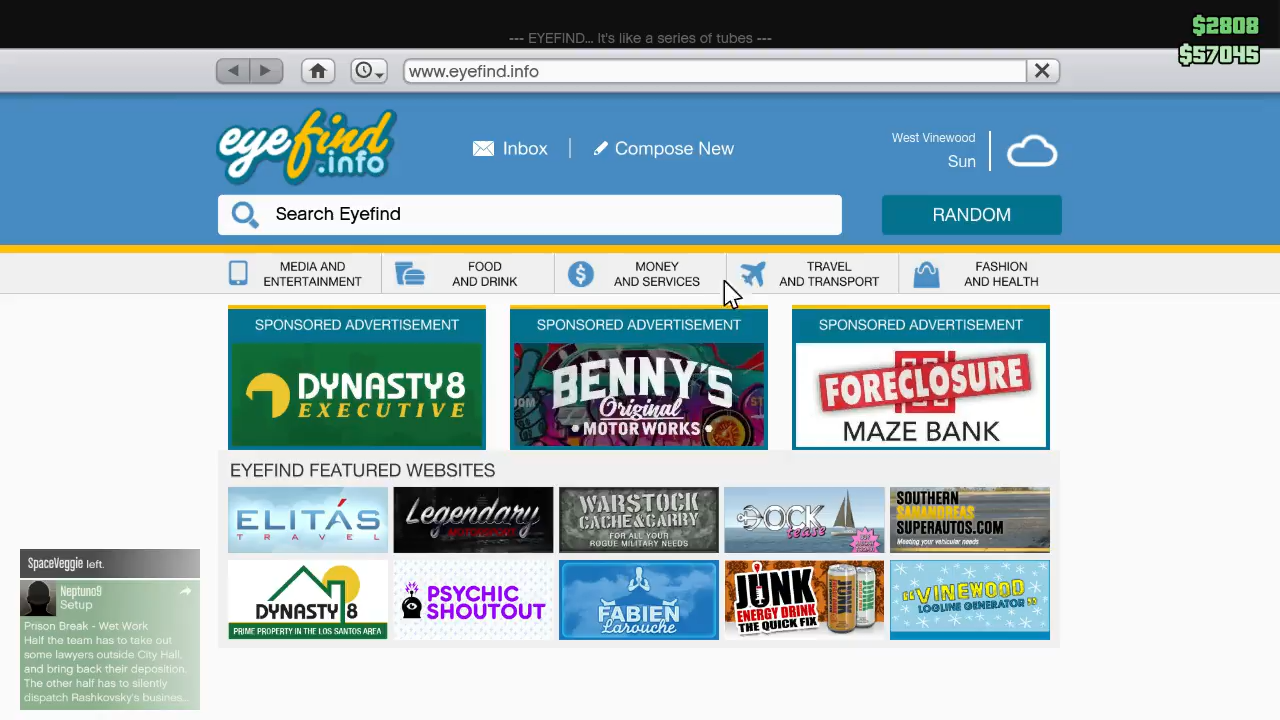 --- EYEFIND... It's like a series of tubes ---
$2808
$57045
www.eyefind.info
eyefind
.info
Inbox
Compose New
West Vinewood
Sun
Search Eyefind
RANDOM
MEDIA AND
ENTERTAINMENT
FOOD
AND DRINK
MONEY
AND SERVICES
TRAVEL
AND TRANSPORT
FASHION
AND HEALTH
SPONSORED ADVERTISEMENT
DYNASTY 8
EXECUTIVE
SPONSORED ADVERTISEMENT
BENNY'S
Original
MOTOR WORKS
SPONSORED ADVERTISEMENT
FORECLOSURE
MAZE BANK
EYEFIND FEATURED WEBSITES
ELITÁS
TRAVEL
Legendary
MOTORSPORT
WARSTOCK
CACHE & CARRY
FOR ALL YOUR
ROGUE MILITARY NEEDS
DOCK
tease
SOUTHERN
SANANDREAS
SUPERAUTOS.COM
Meeting your vehicular needs
DYNASTY 8
PRIME PROPERTY IN THE LOS SANTOS AREA
PSYCHIC
SHOUTOUT
FABIEN
Larouche
JUNK
ENERGY DRINK
THE QUICK FIX
"VINEWOOD
LOGLINE GENERATOR"
SpaceVeggie left.
Neptuno9
Setup
Prison Break - Wet Work
Half the team has to take out
some lawyers outside City Hall,
and bring back their deposition.
The other half has to silently
dispatch Rashkovsky's busines...